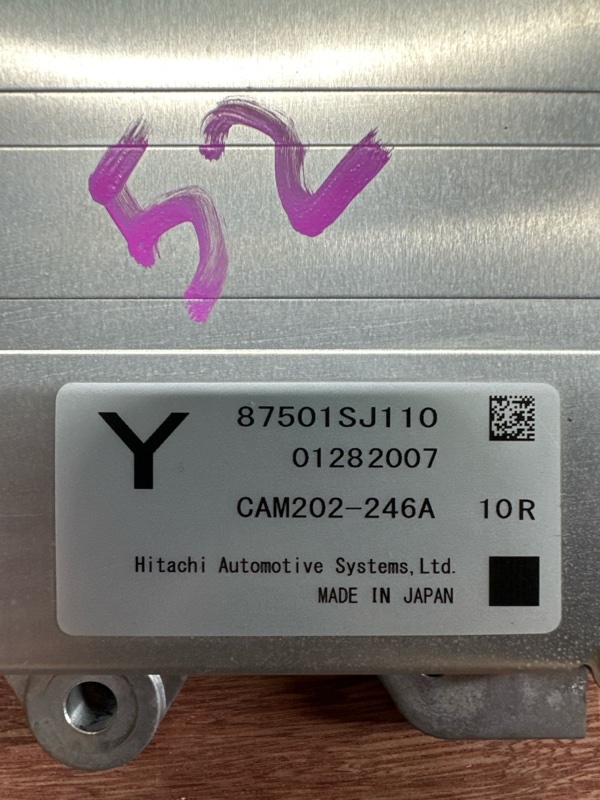 52
Y
87501SJ110
01282007
CAM202-246A 10R
Hitachi Automotive Systems,Ltd.
MADE IN JAPAN